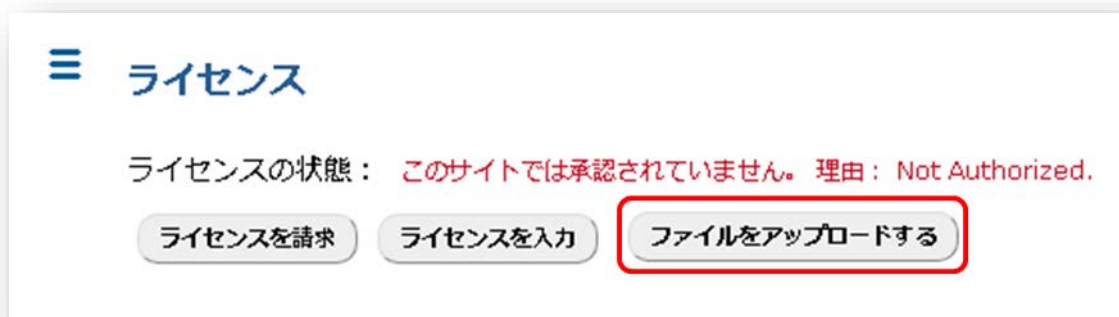 ライセンス
ライセンスの状態： このサイトでは承認されていません。 理由： Not Authorized.
ライセンスを請求 ライセンスを入力 ファイルをアップロードする